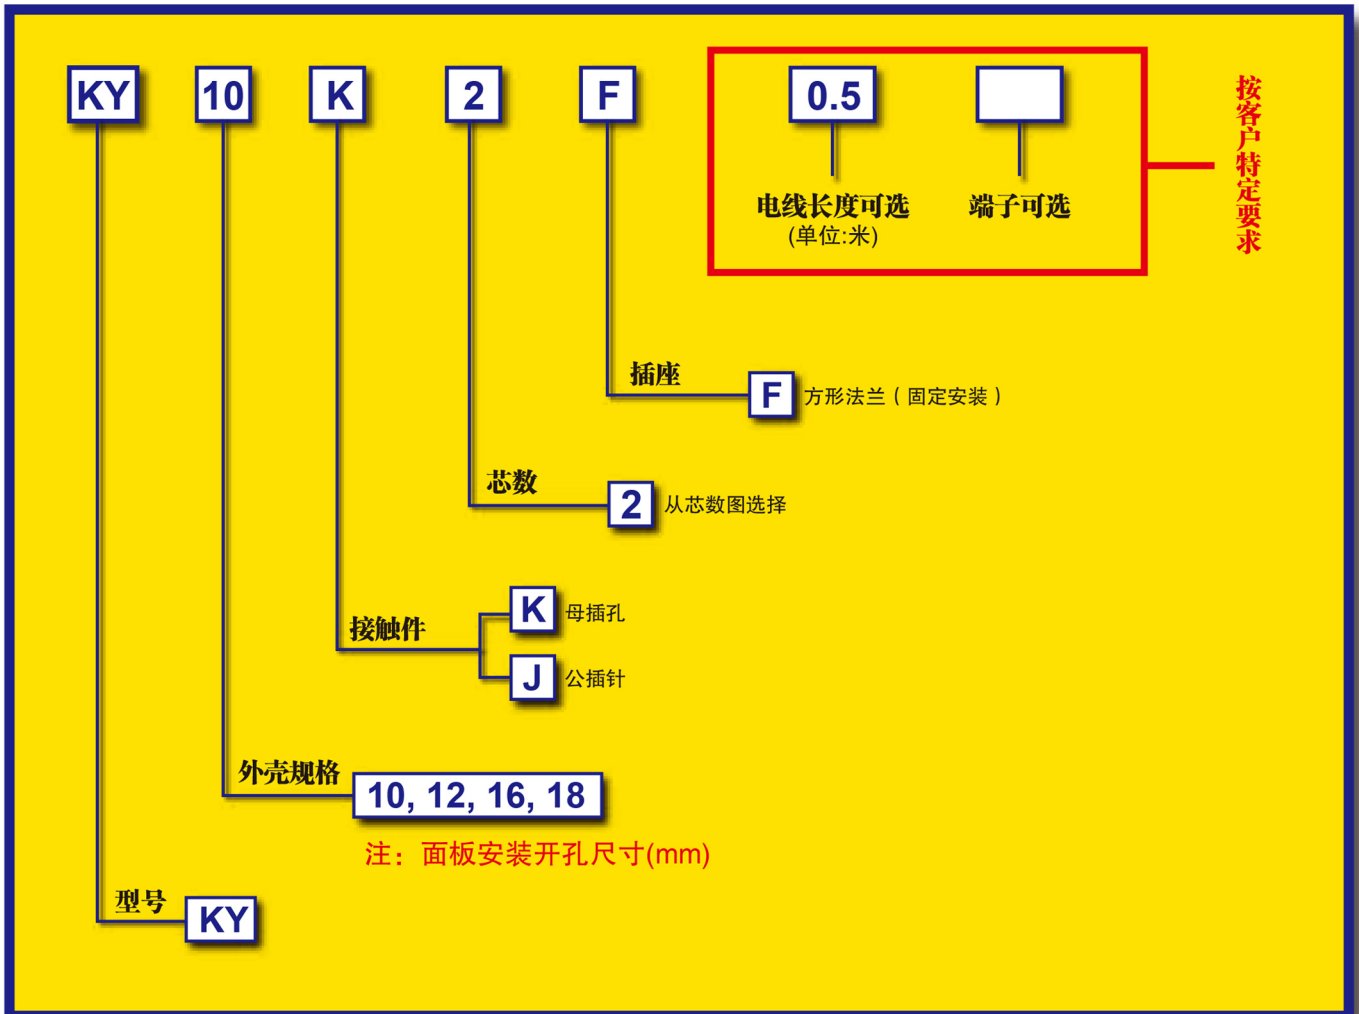 KY 10 K 2 F 0.5
电线长度可选 端子可选
(单位:米)
按客户特定要求
插座 F 方形法兰（固定安装）
芯数 2 从芯数图选择
接触件 K 母插孔
J 公插针
外壳规格 10, 12, 16, 18
注：面板安装开孔尺寸(mm)
型号 KY